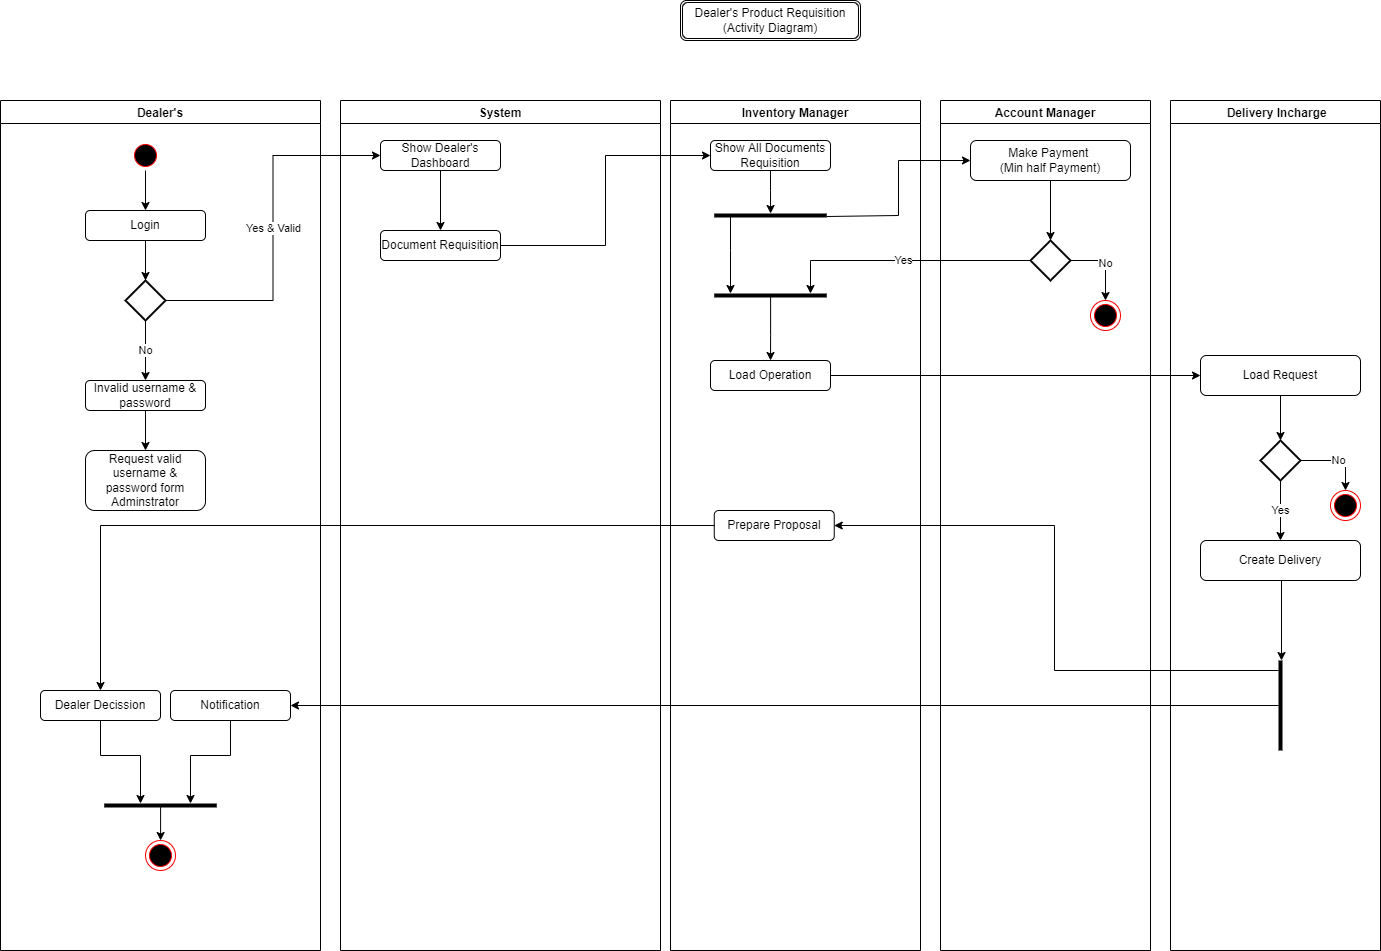 Dealer's Product Requisition
(Activity Diagram)
Dealer's
System
Inventory Manager
Account Manager
Delivery Incharge
Login
Yes & Valid
No
Invalid username &
password
Request valid
username &
password form
Adminstrator
Dealer Decission
Notification
Show Dealer's
Dashboard
Document Requisition
Show All Documents
Requisition
Load Operation
Prepare Proposal
Make Payment
(Min half Payment)
Yes
No
Load Request
No
Yes
Create Delivery